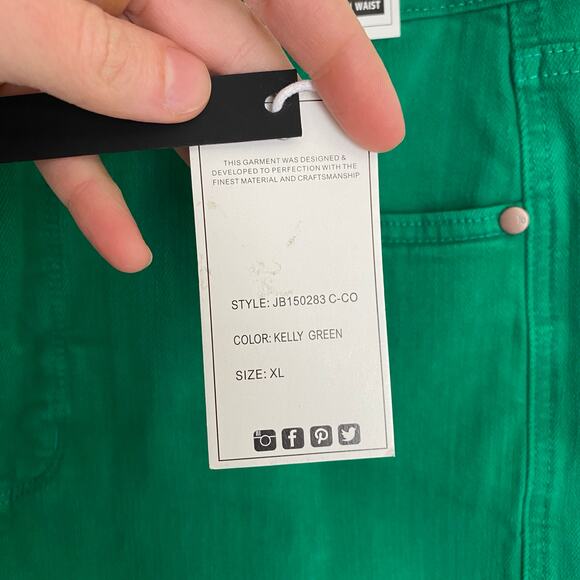 WAIST
THIS GARMENT WAS DESIGNED &
DEVELOPED TO PERFECTION WITH THE
FINEST MATERIAL AND CRAFTSMANSHIP
STYLE: JB150283 C-CO
COLOR: KELLY GREEN
SIZE: XL